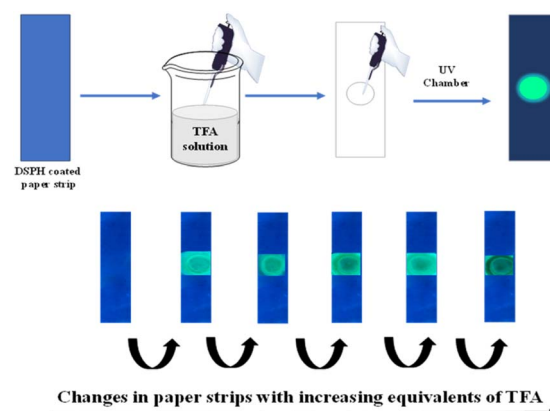 UV
Chamber
TFA
solution
DSPH coated
paper strip
Changes in paper strips with increasing equivalents of TFA